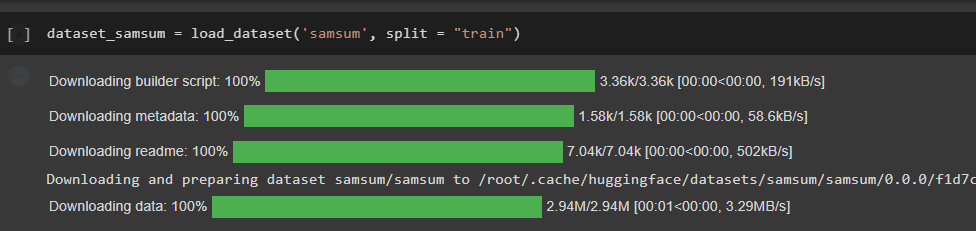 [ ] dataset_samsum = load_dataset('samsum', split = "train")
Downloading builder script: 100% 3.36k/3.36k [00:00<00:00, 191kB/s]
Downloading metadata: 100% 1.58k/1.58k [00:00<00:00, 58.6kB/s]
Downloading readme: 100% 7.04k/7.04k [00:00<00:00, 502kB/s]
Downloading and preparing dataset samsum/samsum to /root/.cache/huggingface/datasets/samsum/samsum/0.0.0/f1d7c
Downloading data: 100% 2.94M/2.94M [00:01<00:00, 3.29MB/s]